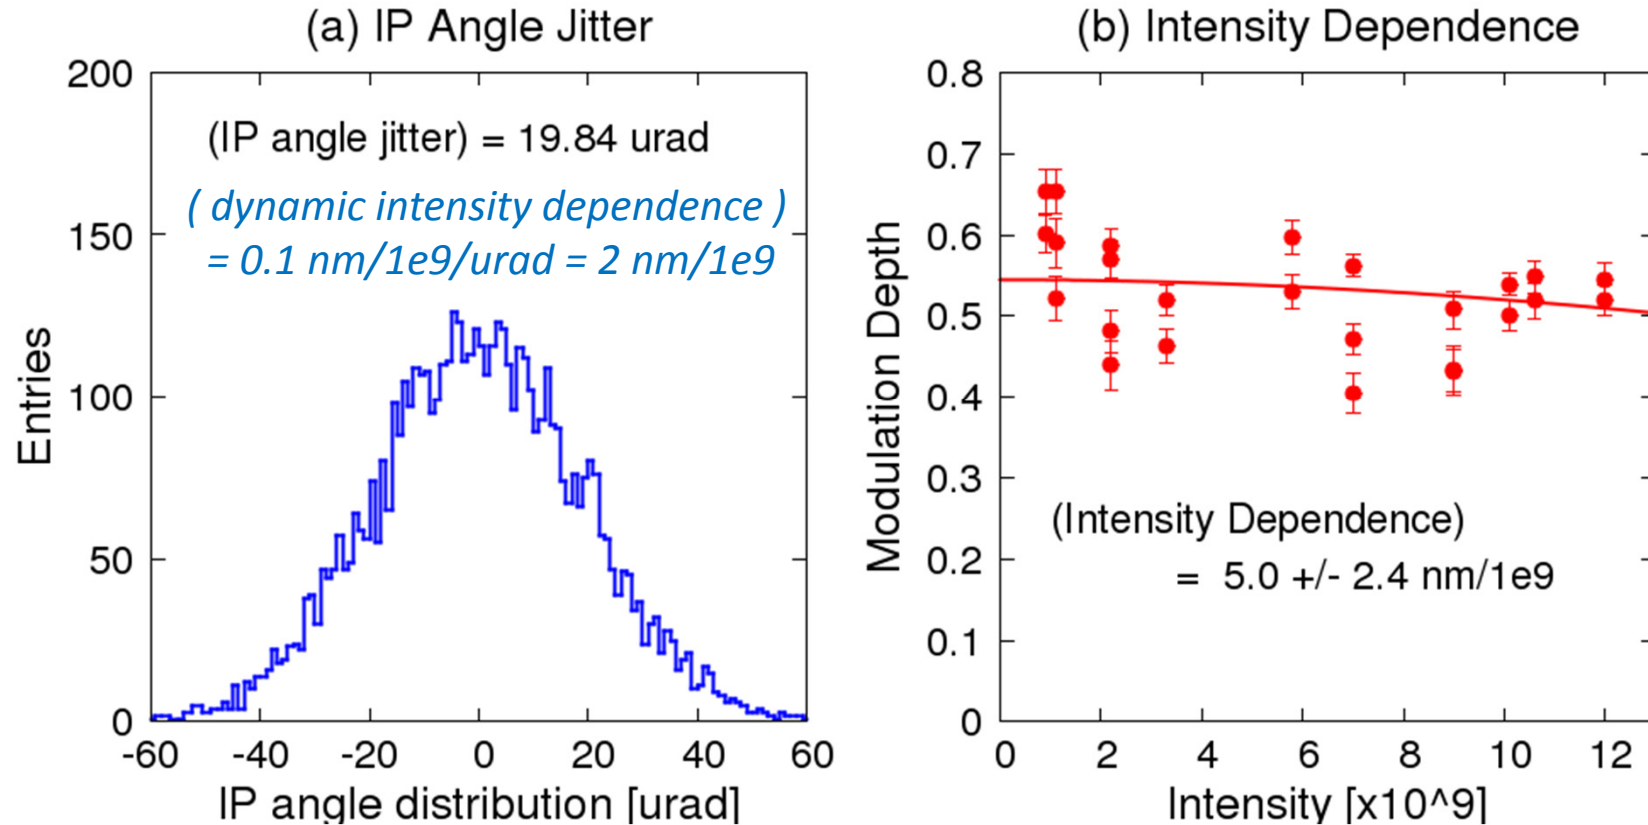 (a) IP Angle Jitter
200
150
100
50
0
Entries
(IP angle jitter) = 19.84 urad
( dynamic intensity dependence )
= 0.1 nm/1e9/urad = 2 nm/1e9
-60 -40 -20 0 20 40 60
IP angle distribution [urad]
(b) Intensity Dependence
0.8
0.7
0.6
0.5
0.4
0.3
0.2
0.1
0
Modulation Depth
(Intensity Dependence)
= 5.0 +/- 2.4 nm/1e9
0 2 4 6 8 10 12
Intensity [x10^9]